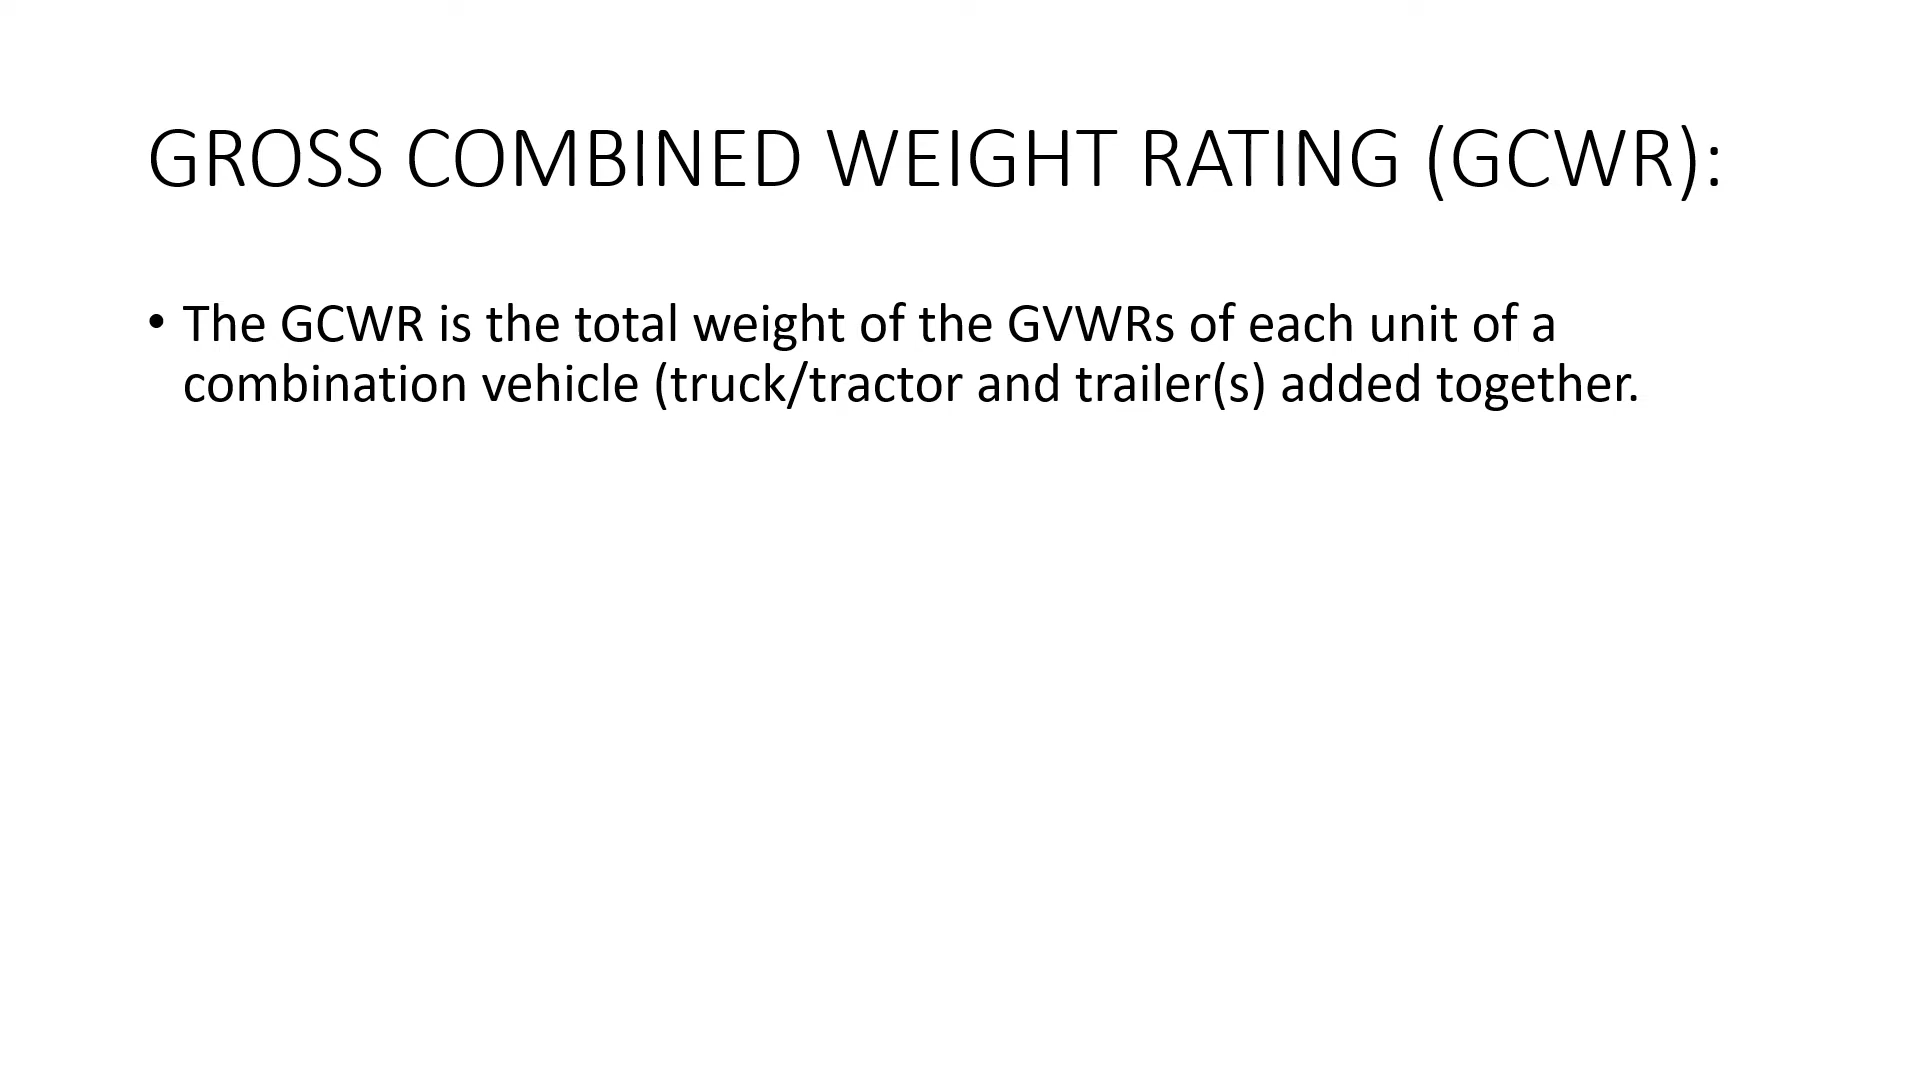 GROSS COMBINED WEIGHT RATING (GCWR):
• The GCWR is the total weight of the GVWRs of each unit of a
combination vehicle (truck/tractor and trailer(s) added together.